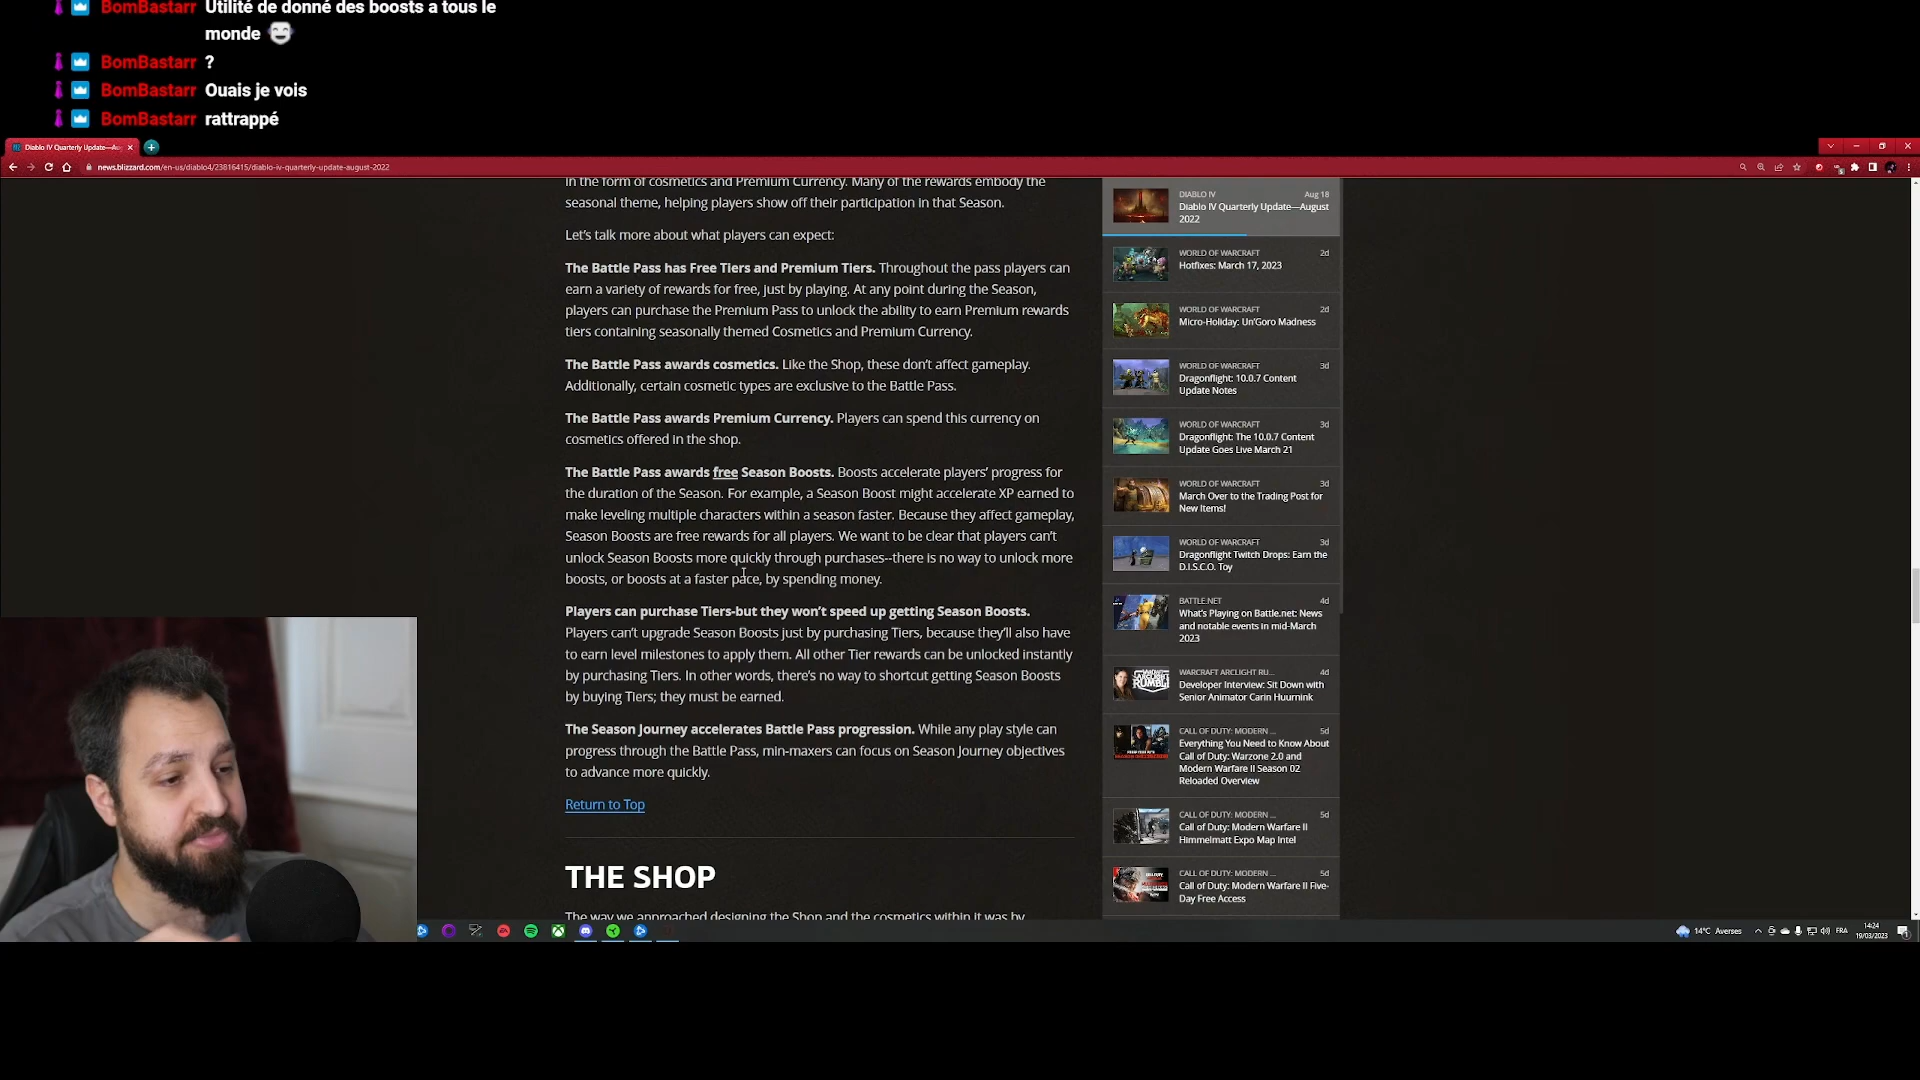 BomBastarr Utilité de donné des boosts a tous le
monde
BomBastarr ?
BomBastarr Ouais je vois
BomBastarr rattrappé
Diablo IV Quarterly Update—Au
news.blizzard.com/en-us/diablo4/23816415/diablo-iv-quarterly-update-august-2022
in the form of cosmetics and Premium Currency. Many of the rewards embody the
seasonal theme, helping players show off their participation in that Season.
Let's talk more about what players can expect:
The Battle Pass has Free Tiers and Premium Tiers. Throughout the pass players can
earn a variety of rewards for free, just by playing. At any point during the Season,
players can purchase the Premium Pass to unlock the ability to earn Premium rewards
tiers containing seasonally themed Cosmetics and Premium Currency.
The Battle Pass awards cosmetics. Like the Shop, these don't affect gameplay.
Additionally, certain cosmetic types are exclusive to the Battle Pass.
The Battle Pass awards Premium Currency. Players can spend this currency on
cosmetics offered in the shop.
The Battle Pass awards free Season Boosts. Boosts accelerate players' progress for
the duration of the Season. For example, a Season Boost might accelerate XP earned to
make leveling multiple characters within a season faster. Because they affect gameplay,
Season Boosts are free rewards for all players. We want to be clear that players can't
unlock Season Boosts more quickly through purchases--there is no way to unlock more
boosts, or boosts at a faster pace, by spending money.
Players can purchase Tiers-but they won't speed up getting Season Boosts.
Players can't upgrade Season Boosts just by purchasing Tiers, because they'll also have
to earn level milestones to apply them. All other Tier rewards can be unlocked instantly
by purchasing Tiers. In other words, there's no way to shortcut getting Season Boosts
by buying Tiers; they must be earned.
The Season Journey accelerates Battle Pass progression. While any play style can
progress through the Battle Pass, min-maxers can focus on Season Journey objectives
to advance more quickly.
Return to Top
THE SHOP
The way we approached designing the Shop and the cosmetics within it was by
DIABLO IV Aug 18
Diablo IV Quarterly Update—August
2022
WORLD OF WARCRAFT 2d
Hotfixes: March 17, 2023
WORLD OF WARCRAFT 2d
Micro-Holiday: Un'Goro Madness
WORLD OF WARCRAFT 3d
Dragonflight: 10.0.7 Content
Update Notes
WORLD OF WARCRAFT 3d
Dragonflight: The 10.0.7 Content
Update Goes Live March 21
WORLD OF WARCRAFT 3d
March Over to the Trading Post for
New Items!
WORLD OF WARCRAFT 3d
Dragonflight Twitch Drops: Earn the
D.I.S.C.O. Toy
BATTLE.NET 4d
What's Playing on Battle.net: News
and notable events in mid-March
2023
WARCRAFT ARCLIGHT RU... 4d
Developer Interview: Sit Down with
Senior Animator Carin Huurnink
CALL OF DUTY: MODERN ... 5d
Everything You Need to Know About
Call of Duty: Warzone 2.0 and
Modern Warfare II Season 02
Reloaded Overview
CALL OF DUTY: MODERN ... 5d
Call of Duty: Modern Warfare II
Himmelmatt Expo Map Intel
CALL OF DUTY: MODERN ... 5d
Call of Duty: Modern Warfare II Five-
Day Free Access
14°C Averses
FRA
14:24
19/03/2023